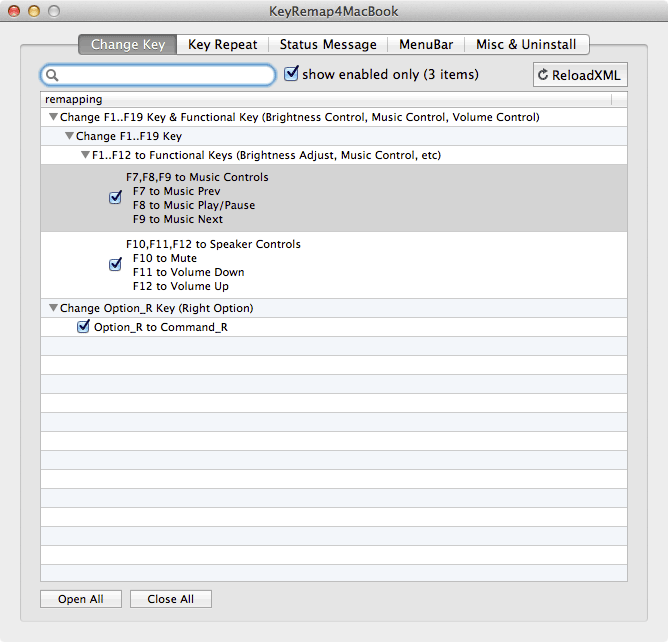 KeyRemap4MacBook
Change Key Key Repeat Status Message MenuBar Misc & Uninstall
show enabled only (3 items) ReloadXML
remapping
Change F1..F19 Key & Functional Key (Brightness Control, Music Control, Volume Control)
Change F1..F19 Key
F1..F12 to Functional Keys (Brightness Adjust, Music Control, etc)
F7,F8,F9 to Music Controls
F7 to Music Prev
F8 to Music Play/Pause
F9 to Music Next
F10,F11,F12 to Speaker Controls
F10 to Mute
F11 to Volume Down
F12 to Volume Up
Change Option_R Key (Right Option)
Option_R to Command_R
Open All Close All